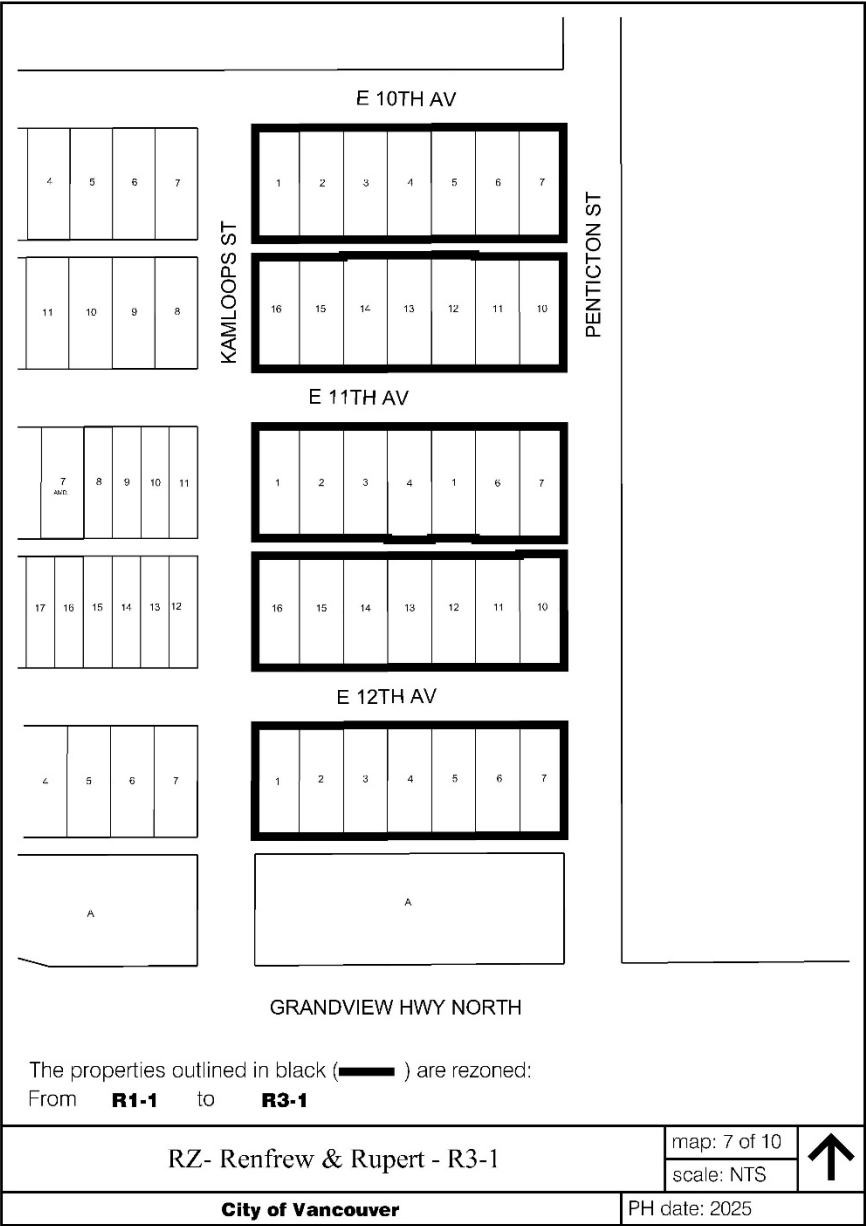 E 10TH AV
4 5 6 7 1 2 3 4 5 6 7
KAMLOOPS ST
PENTICTON ST
11 10 9 8 16 15 14 13 12 11 10
E 11TH AV
7 8 9 10 11 1 2 3 4 1 6 7
AMD.
17 16 15 14 13 12 16 15 14 13 12 11 10
E 12TH AV
4 5 6 7 1 2 3 4 5 6 7
A A
GRANDVIEW HWY NORTH
The properties outlined in black ( ) are rezoned:
From R1-1 to R3-1
RZ- Renfrew & Rupert - R3-1
map: 7 of 10
scale: NTS
City of Vancouver
PH date: 2025